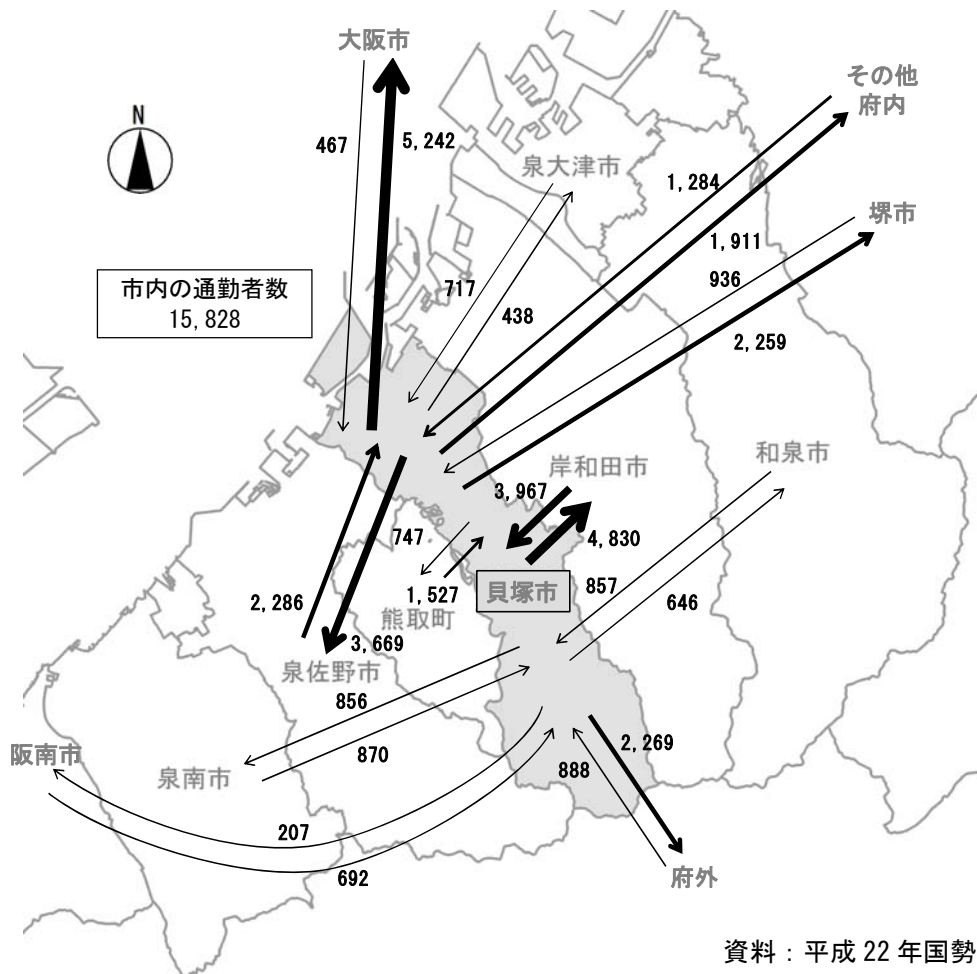 大阪市
その他
府内
N
467
5,242
泉大津市
1,284
堺市
1,911
936
市内の通勤者数
15,828
717
438
2,259
岸和田市
和泉市
3,967
747
4,830
1,527
貝塚市
857
646
2,286
熊取町
3,669
泉佐野市
856
870
2,269
888
阪南市
泉南市
207
692
府外
資料：平成 22 年国勢